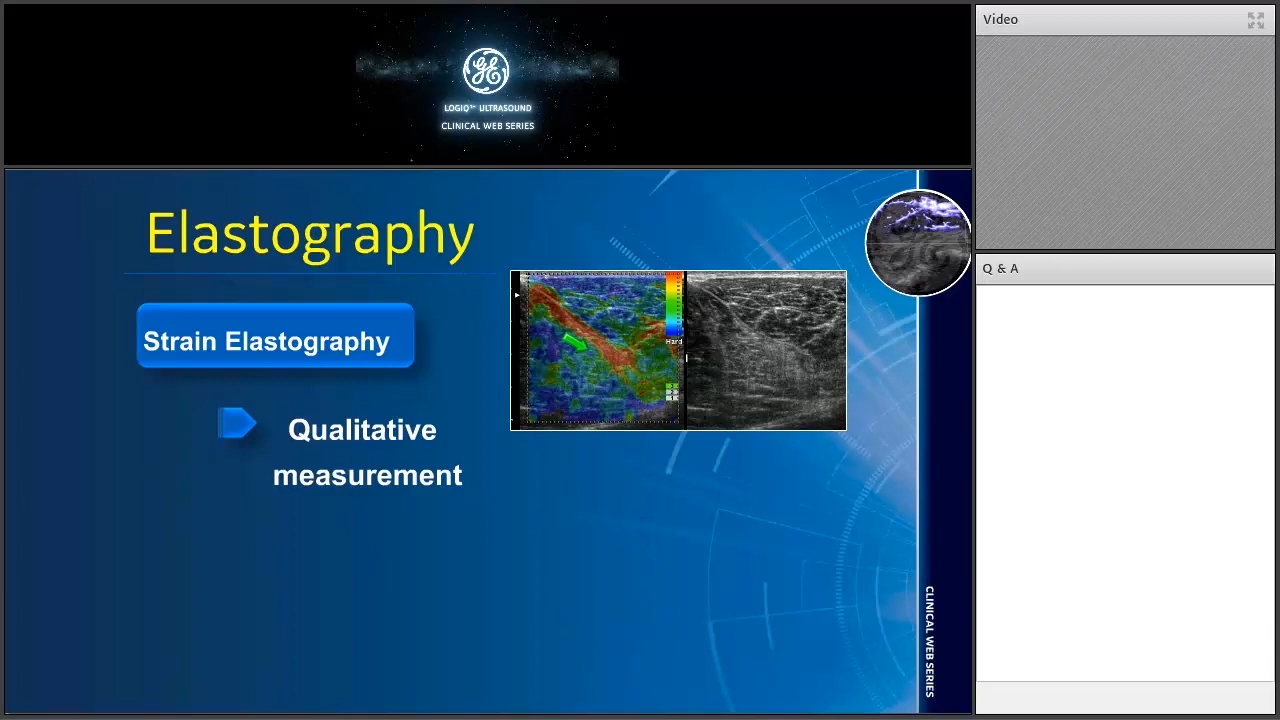 LOGIQ™ ULTRASOUND
CLINICAL WEB SERIES
Video
Elastography
Strain Elastography
Hard
Qualitative
measurement
CLINICAL WEB SERIES
Q & A